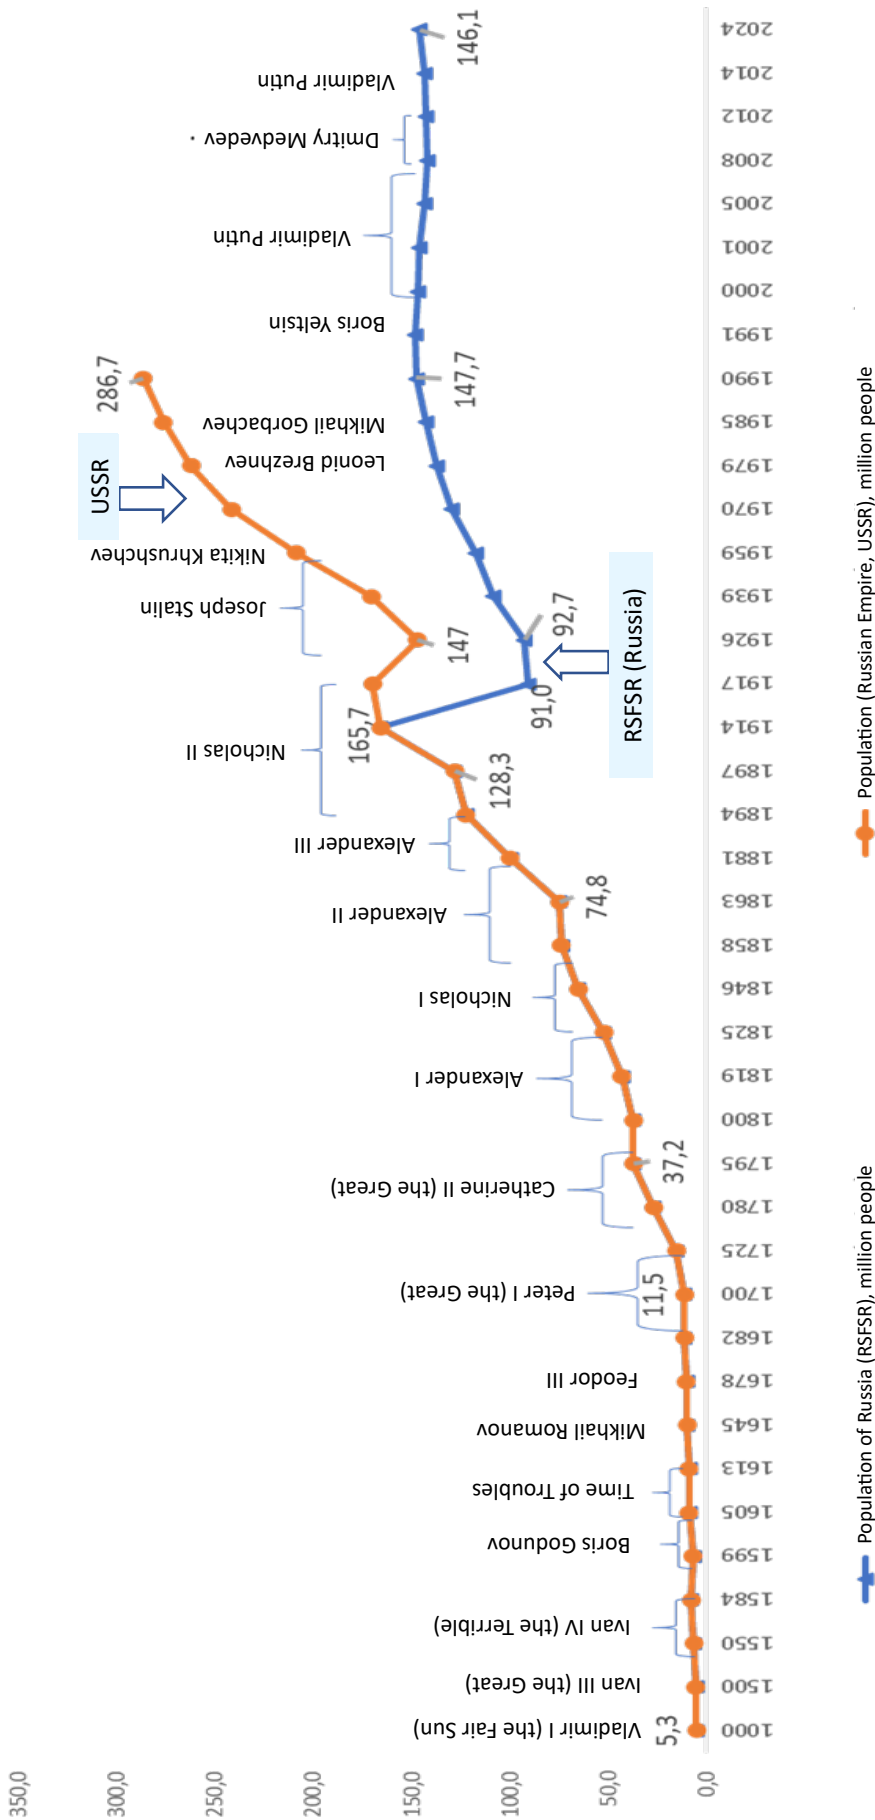 350,0
300,0
250,0
200,0
150,0
100,0
50,0
0,0
USSR
RSFSR (Russia)
5,3
11,5
37,2
74,8
128,3
165,7
147
286,7
91,0
92,7
147,7
146,1
Vladimir I (the Fair Sun)
Ivan III (the Great)
Ivan IV (the Terrible)
Boris Godunov
Time of Troubles
Mikhail Romanov
Feodor III
Peter I (the Great)
Catherine II (the Great)
Alexander I
Nicholas I
Alexander II
Alexander III
Nicholas II
Joseph Stalin
Nikita Khrushchev
Leonid Brezhnev
Mikhail Gorbachev
Boris Yeltsin
Vladimir Putin
Dmitry Medvedev .
Vladimir Putin
1000
1500
1550
1584
1599
1605
1613
1645
1678
1682
1700
1725
1780
1795
1800
1819
1825
1846
1858
1863
1881
1894
1897
1914
1917
1926
1939
1959
1970
1979
1985
1990
1991
2000
2001
2005
2008
2012
2014
2024
Population of Russia (RSFSR), million people
Population (Russian Empire, USSR), million people